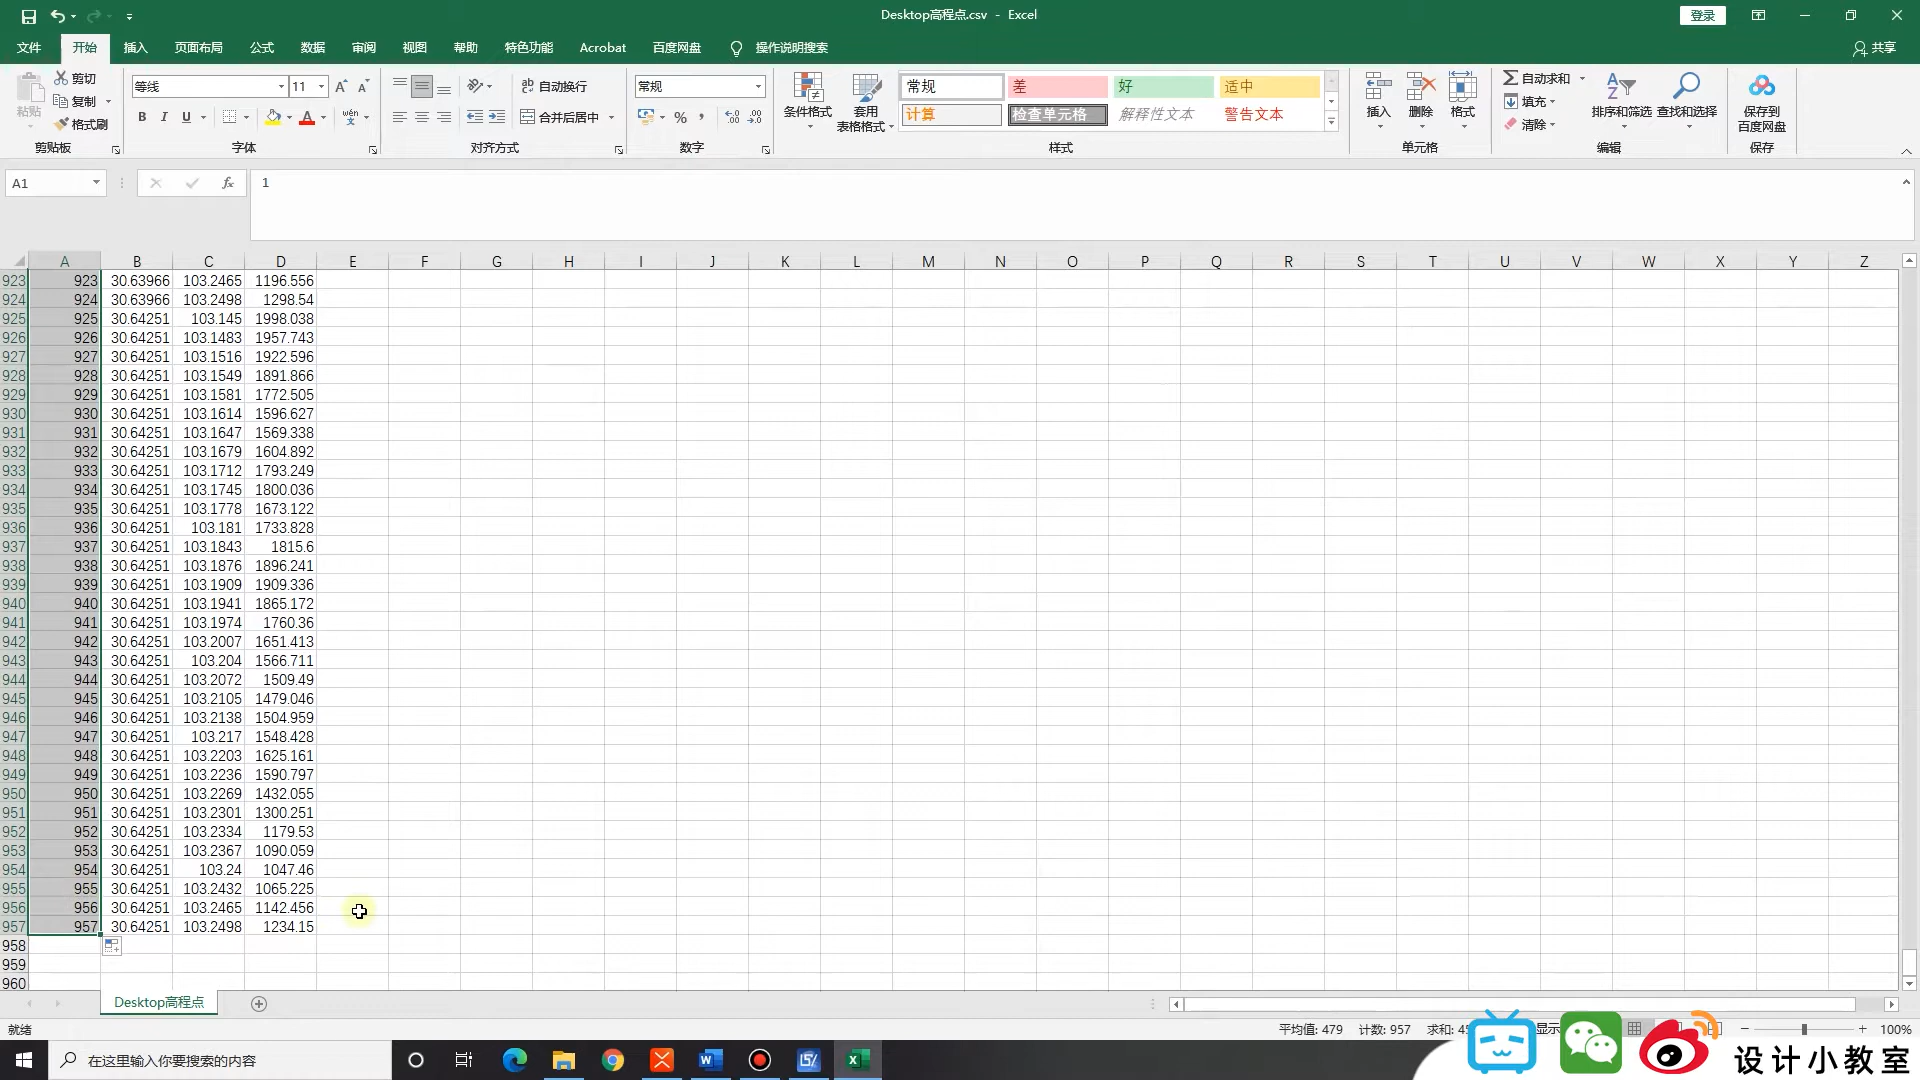 Desktop高程点.csv - Excel
登录
文件 开始 插入 页面布局 公式 数据 审阅 视图 帮助 特色功能 Acrobat 百度网盘 操作说明搜索 共享
粘贴 剪切 复制 格式刷 剪贴板
等线 11 B I U A wén 文 字体
自动换行 合并后居中 对齐方式
常规 % 数字
条件格式 套用 表格格式 常规 差 好 适中 计算 检查单元格 解释性文本 警告文本 样式
插入 删除 格式 单元格
自动求和 填充 清除 排序和筛选 查找和选择 编辑
保存到 百度网盘 保存
A1 fx 1
A B C D E F G H I J K L M N O P Q R S T U V W X Y Z
923 923 30.63966 103.2465 1196.556
924 924 30.63966 103.2498 1298.54
925 925 30.64251 103.145 1998.038
926 926 30.64251 103.1483 1957.743
927 927 30.64251 103.1516 1922.596
928 928 30.64251 103.1549 1891.866
929 929 30.64251 103.1581 1772.505
930 930 30.64251 103.1614 1596.627
931 931 30.64251 103.1647 1569.338
932 932 30.64251 103.1679 1604.892
933 933 30.64251 103.1712 1793.249
934 934 30.64251 103.1745 1800.036
935 935 30.64251 103.1778 1673.122
936 936 30.64251 103.181 1733.828
937 937 30.64251 103.1843 1815.6
938 938 30.64251 103.1876 1896.241
939 939 30.64251 103.1909 1909.336
940 940 30.64251 103.1941 1865.172
941 941 30.64251 103.1974 1760.36
942 942 30.64251 103.2007 1651.413
943 943 30.64251 103.204 1566.711
944 944 30.64251 103.2072 1509.49
945 945 30.64251 103.2105 1479.046
946 946 30.64251 103.2138 1504.959
947 947 30.64251 103.217 1548.428
948 948 30.64251 103.2203 1625.161
949 949 30.64251 103.2236 1590.797
950 950 30.64251 103.2269 1432.055
951 951 30.64251 103.2301 1300.251
952 952 30.64251 103.2334 1179.53
953 953 30.64251 103.2367 1090.059
954 954 30.64251 103.24 1047.46
955 955 30.64251 103.2432 1065.225
956 956 30.64251 103.2465 1142.456
957 957 30.64251 103.2498 1234.15
958
959
960
Desktop高程点
就绪 平均值: 479 计数: 957 求和: 显示 100%
在这里输入你要搜索的内容
设计小教室